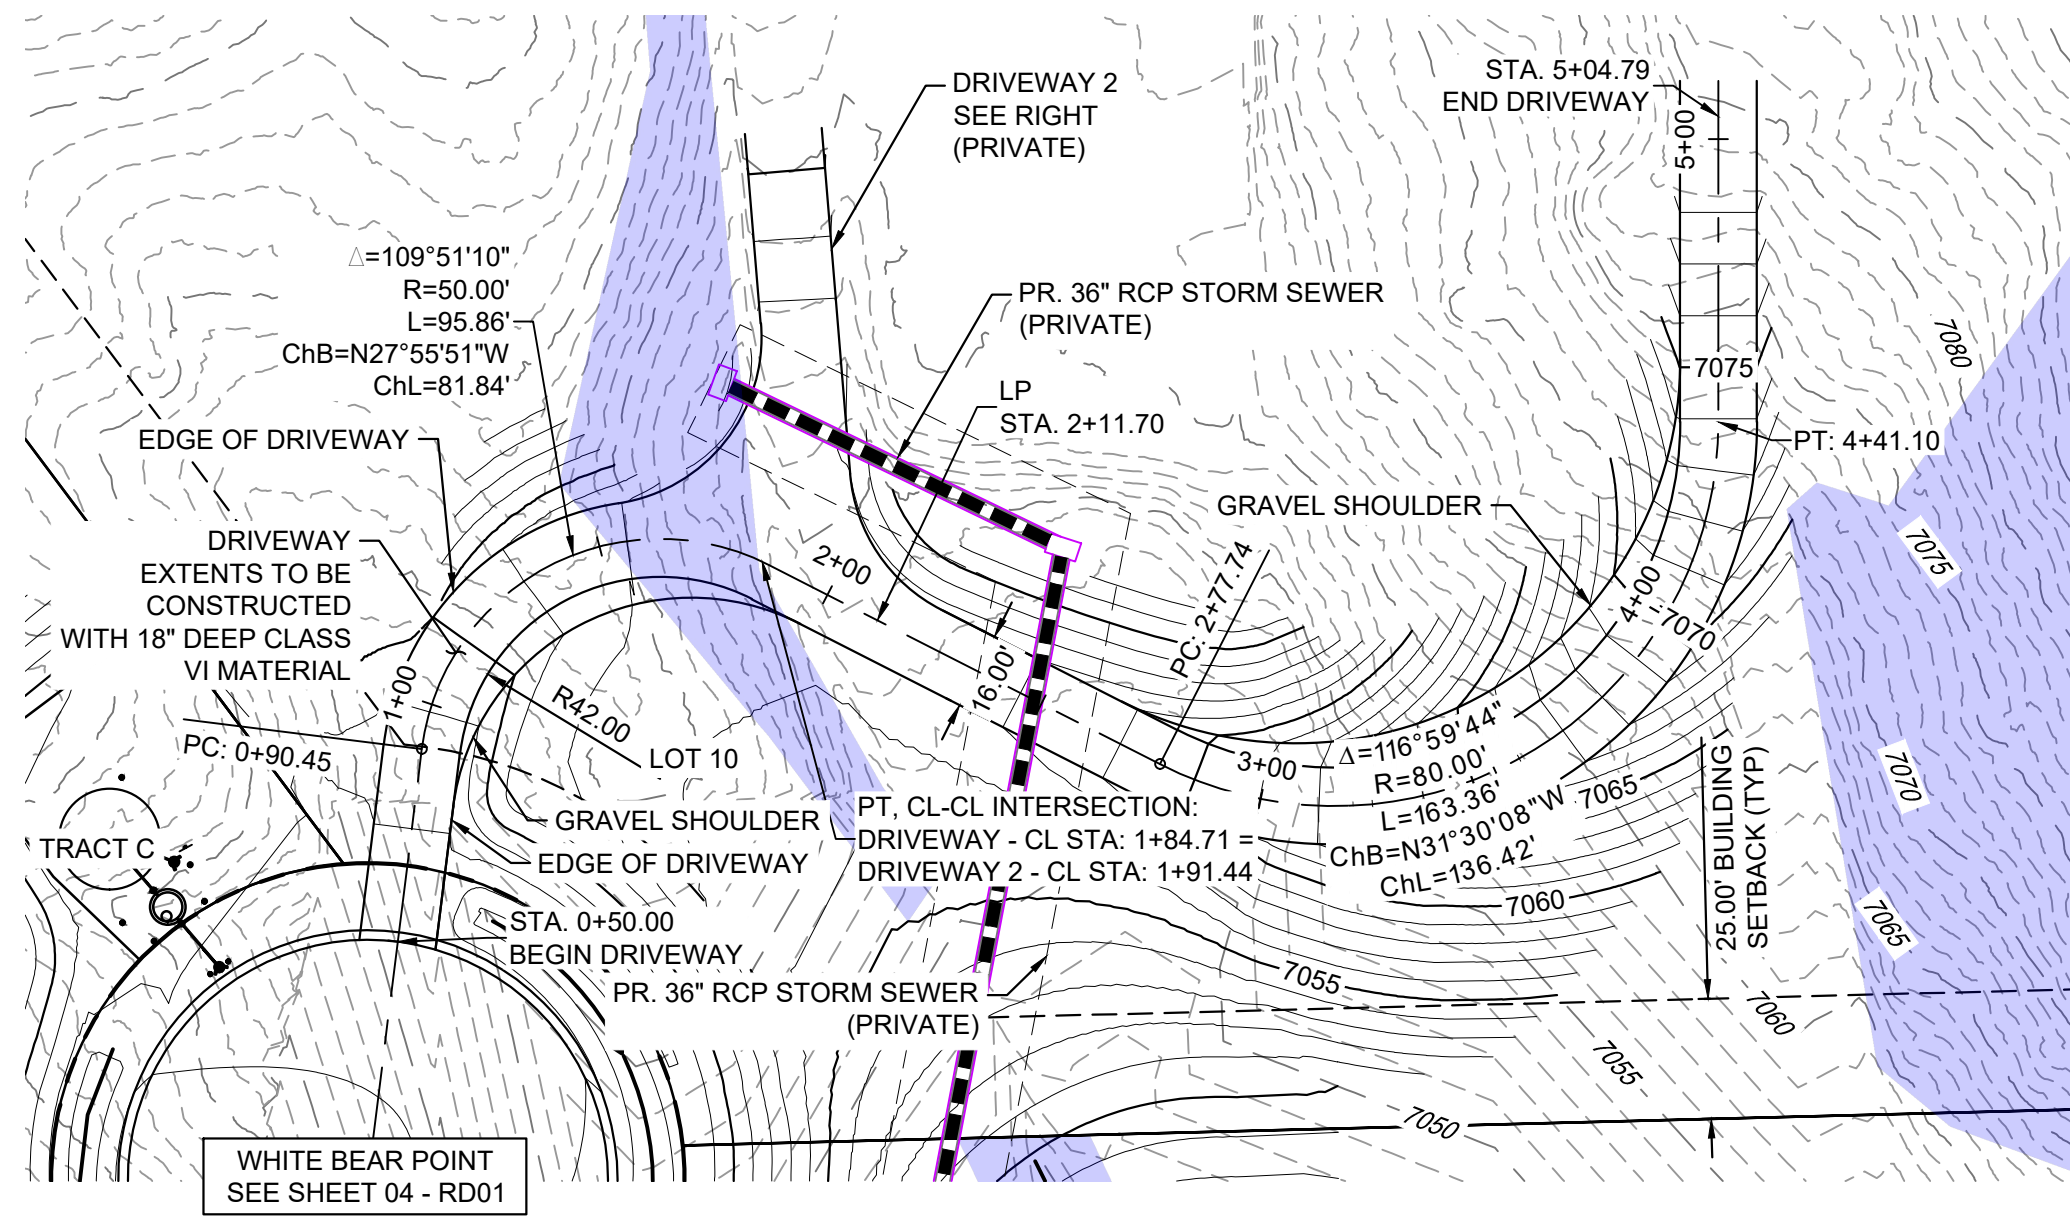 DRIVEWAY 2
SEE RIGHT
(PRIVATE)
STA. 5+04.79
END DRIVEWAY
5+00
Δ=109°51'10"
R=50.00'
L=95.86'
ChB=N27°55'51"W
ChL=81.84'
PR. 36" RCP STORM SEWER
(PRIVATE)
7080
7075
LP
STA. 2+11.70
EDGE OF DRIVEWAY
PT: 4+41.10
GRAVEL SHOULDER
DRIVEWAY
EXTENTS TO BE
CONSTRUCTED
WITH 18" DEEP CLASS
VI MATERIAL
2+00
7075
4+00
7070
PC: 2+77.74
16.00'
1+00
R42.00
PC: 0+90.45
LOT 10
3+00
Δ=116°59'44"
R=80.00'
L=163.36'
ChB=N31°30'08"W
ChL=136.42'
7065
7070
25.00' BUILDING
SETBACK (TYP)
PT, CL-CL INTERSECTION:
DRIVEWAY - CL STA: 1+84.71 =
DRIVEWAY 2 - CL STA: 1+91.44
GRAVEL SHOULDER
TRACT C
EDGE OF DRIVEWAY
7060
7065
STA. 0+50.00
BEGIN DRIVEWAY
7055
PR. 36" RCP STORM SEWER
(PRIVATE)
7060
7055
7050
WHITE BEAR POINT
SEE SHEET 04 - RD01